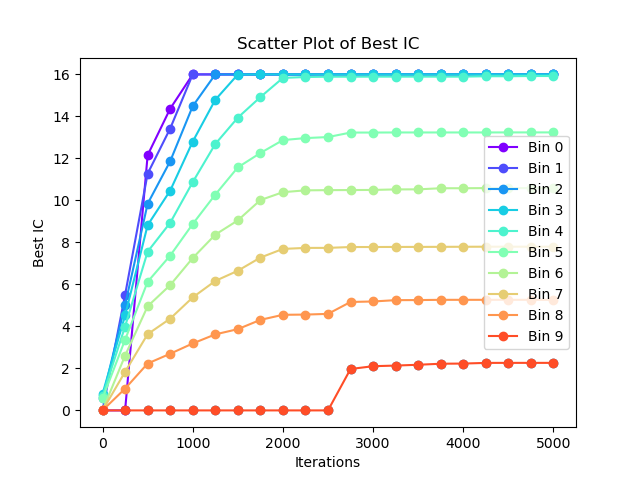 Scatter Plot of Best IC
16
14
12
10
8
6
4
2
0
Best IC
Bin 0
Bin 1
Bin 2
Bin 3
Bin 4
Bin 5
Bin 6
Bin 7
Bin 8
Bin 9
0 1000 2000 3000 4000 5000
Iterations